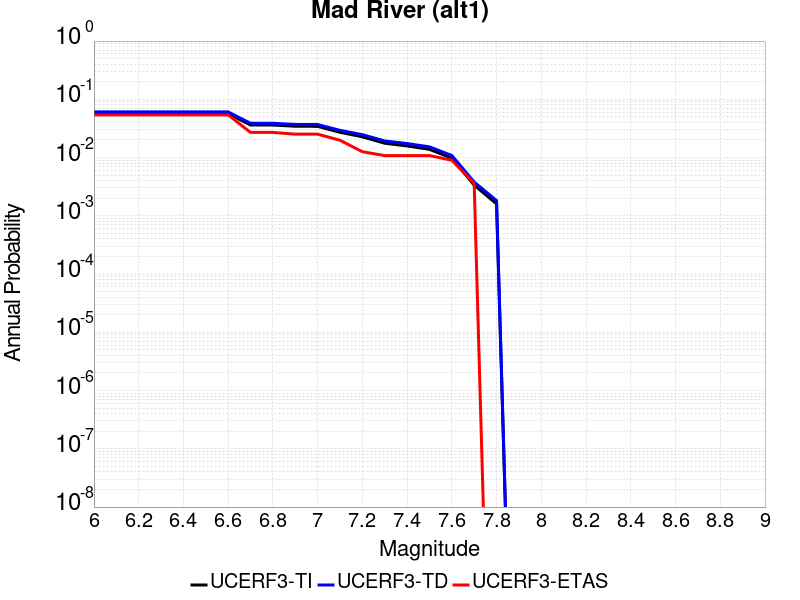 Mad River (alt1)
10^0
10^-1
10^-2
10^-3
10^-4
10^-5
10^-6
10^-7
10^-8
Annual Probability
6 6.2 6.4 6.6 6.8 7 7.2 7.4 7.6 7.8 8 8.2 8.4 8.6 8.8 9
Magnitude
UCERF3-TI UCERF3-TD UCERF3-ETAS